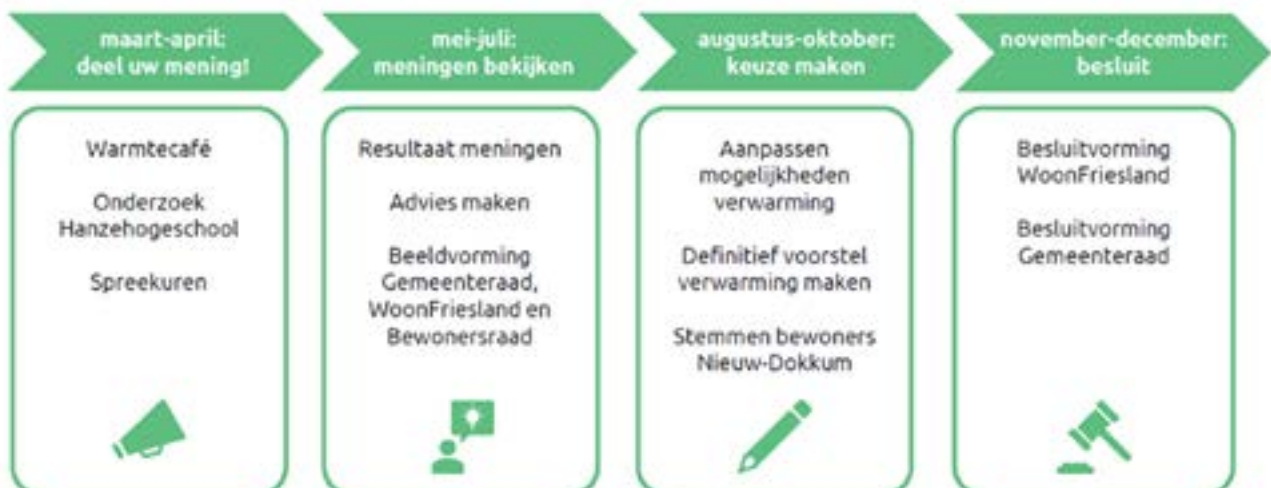 maart-april:
deel uw mening!
Warmtecafé
Onderzoek
Hanzehogeschool
Spreekuren
mei-juli:
meningen bekijken
Resultaat meningen
Advies maken
Beeldvorming
Gemeenteraad,
WoonFriesland en
Bewonersraad
augustus-oktober:
keuze maken
Aanpassen
mogelijkheden
verwarming
Definitief voorstel
verwarming maken
Stemmen bewoners
Nieuw-Dokkum
november-december:
besluit
Besluitvorming
WoonFriesland
Besluitvorming
Gemeenteraad